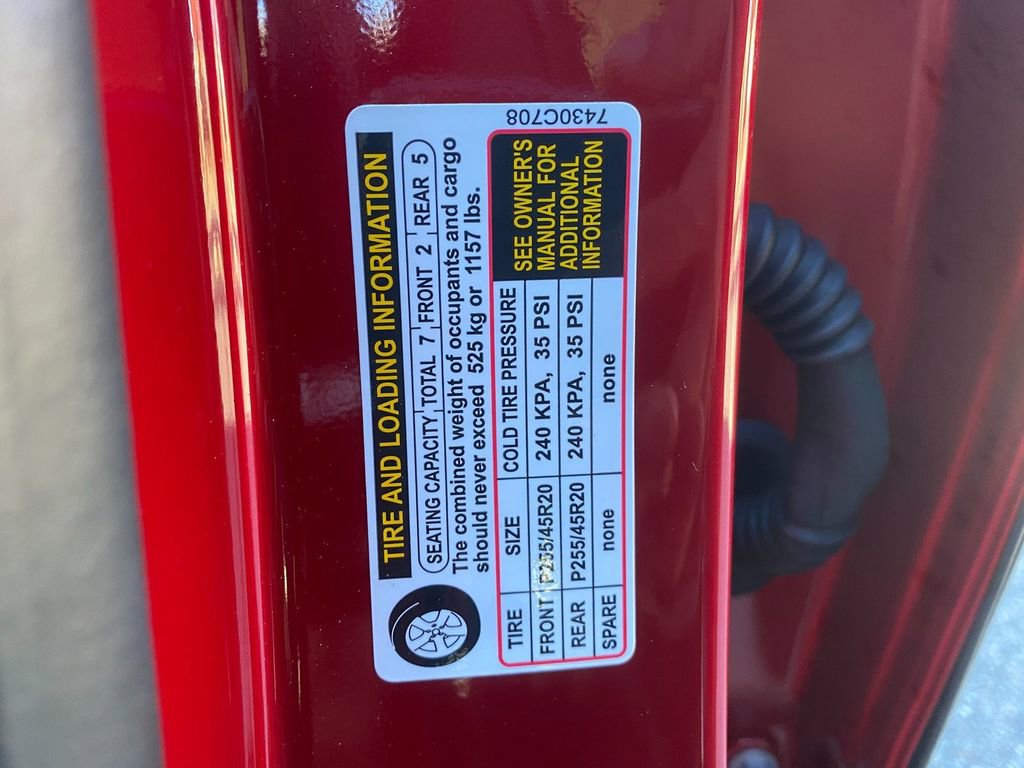 TIRE AND LOADING INFORMATION
SEATING CAPACITY TOTAL 7 FRONT 2 REAR 5
The combined weight of occupants and cargo
should never exceed 525 kg or 1157 lbs.
TIRE SIZE COLD TIRE PRESSURE
FRONT P255/45R20 240 KPA, 35 PSI
REAR P255/45R20 240 KPA, 35 PSI
SPARE none none
SEE OWNER'S
MANUAL FOR
ADDITIONAL
INFORMATION
7430C708